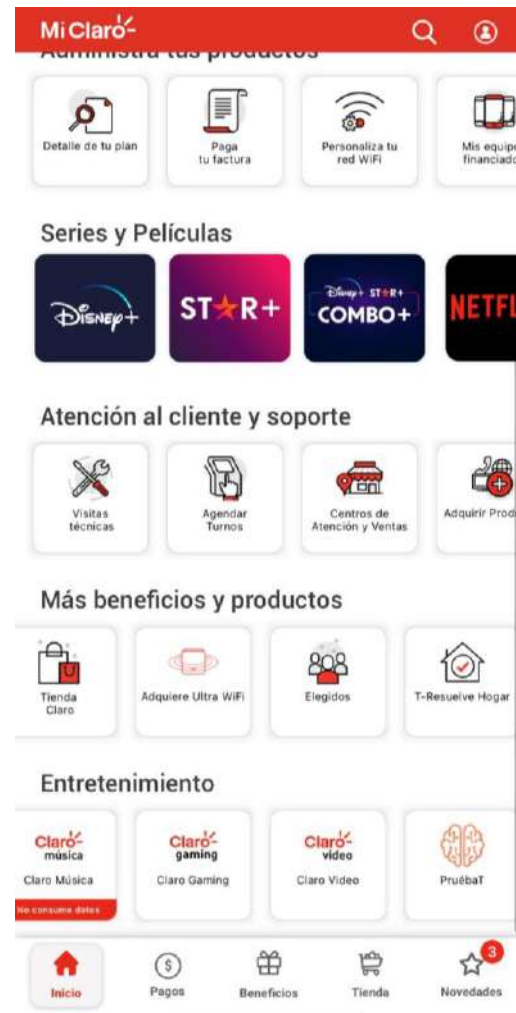 Mi Claro
Administra tus productos
Detalle de tu plan
Paga
tu factura
Personaliza tu
red WiFi
Mis equipo
financiado
Series y Películas
Disney+
STAR+
Disney+ STAR+
COMBO+
NETFL
Atención al cliente y soporte
Visitas
técnicas
Agendar
Turnos
Centros de
Atención y Ventas
Adquirir Prod
Más beneficios y productos
Tienda
Claro
Adquiere Ultra WiFi
Elegidos
T-Resuelve Hogar
Entretenimiento
Claro
música
Claro
gaming
Claro
video
Claro Música
Claro Gaming
Claro Video
PruébaT
No consume datos
3
Inicio
Pagos
Beneficios
Tienda
Novedades